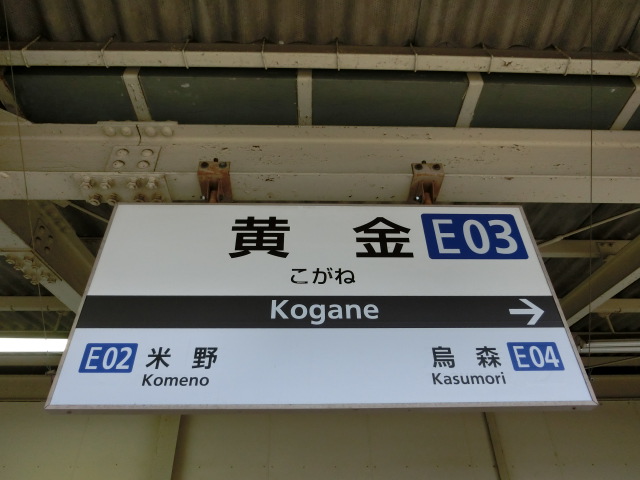 黄金 E03
こがね
Kogane →
E02 米野 烏森 E04
Komeno Kasumori